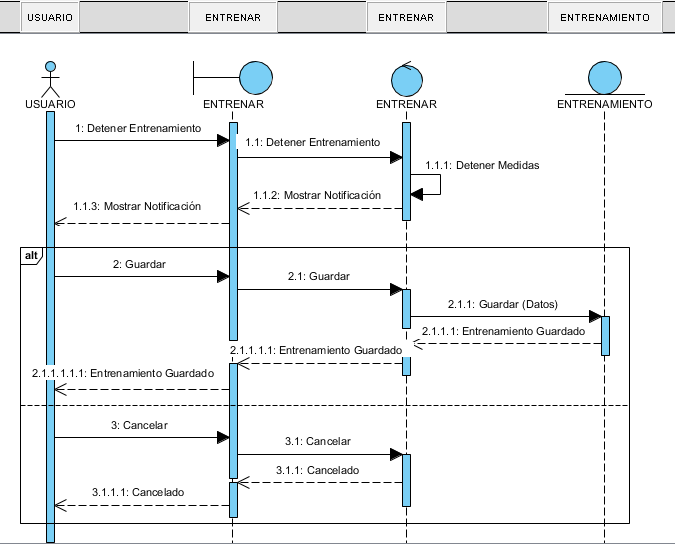 USUARIO
ENTRENAR
ENTRENAR
ENTRENAMIENTO
USUARIO
ENTRENAR
ENTRENAR
ENTRENAMIENTO
1: Detener Entrenamiento
1.1: Detener Entrenamiento
1.1.1: Detener Medidas
1.1.2: Mostrar Notificación
1.1.3: Mostrar Notificación
alt
2: Guardar
2.1: Guardar
2.1.1: Guardar (Datos)
2.1.1.1: Entrenamiento Guardado
2.1.1.1.1: Entrenamiento Guardado
2.1.1.1.1.1: Entrenamiento Guardado
3: Cancelar
3.1: Cancelar
3.1.1: Cancelado
3.1.1.1: Cancelado